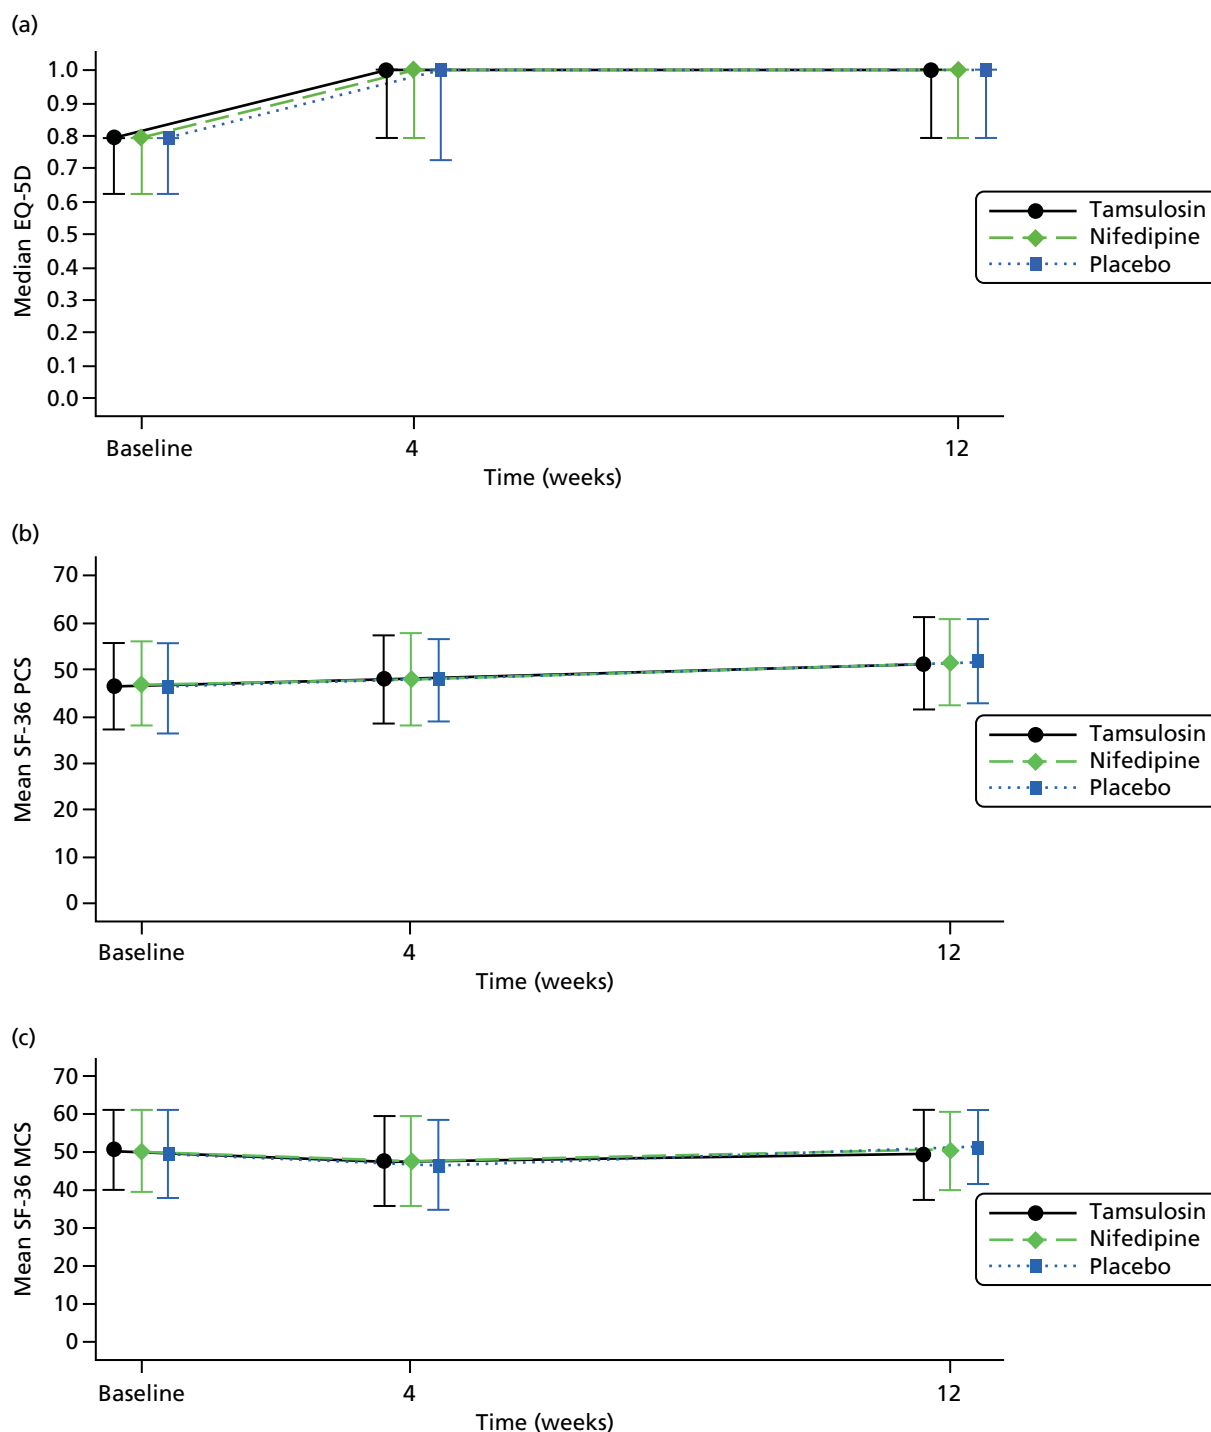 (a)
Median EQ-5D
1.0
0.9
0.8
0.7
0.6
0.5
0.4
0.3
0.2
0.1
0.0
Baseline
4
12
Time (weeks)
Tamsulosin
Nifedipine
Placebo
(b)
Mean SF-36 PCS
70
60
50
40
30
20
10
0
Baseline
4
12
Time (weeks)
Tamsulosin
Nifedipine
Placebo
(c)
Mean SF-36 MCS
70
60
50
40
30
20
10
0
Baseline
4
12
Time (weeks)
Tamsulosin
Nifedipine
Placebo